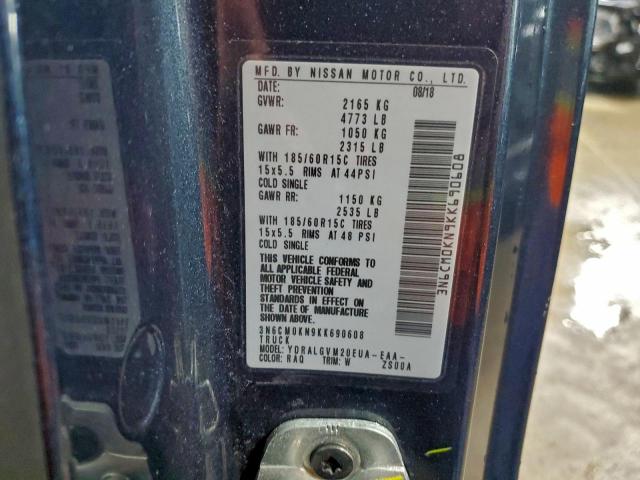 MFD. BY NISSAN MOTOR CO., LTD.
DATE: 08/18
GVWR: 2165 KG
4773 LB
GAWR FR: 1050 KG
2315 LB
WITH 185/60R15C TIRES
15x5.5 RIMS AT 44PSI
COLD SINGLE
GAWR RR: 1150 KG
2535 LB
WITH 185/60R15C TIRES
15x5.5 RIMS AT 48 PSI
COLD SINGLE
THIS VEHICLE CONFORMS TO
ALL APPLICABLE FEDERAL
MOTOR VEHICLE SAFETY AND
THEFT PREVENTION
STANDARDS IN EFFECT ON
THE DATE OF MANUFACTURE
SHOWN ABOVE.
3N6CM0KN9KK690608
TRUCK
MODEL: YDRALGVM20EUA-EAA-
COLOR: RAQ TRIM: W ZS00A
3N6CM0KN9KK690608